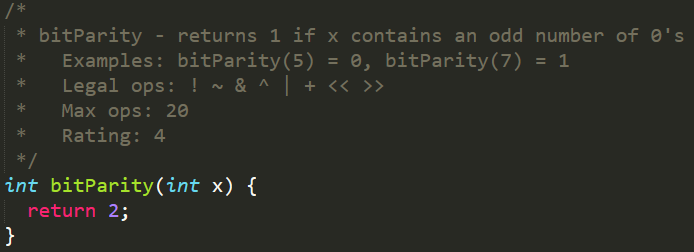 /*
 * bitParity - returns 1 if x contains an odd number of 0's
 *   Examples: bitParity(5) = 0, bitParity(7) = 1
 *   Legal ops: ! ~ & ^ | + << >>
 *   Max ops: 20
 *   Rating: 4
 */
int bitParity(int x) {
  return 2;
}